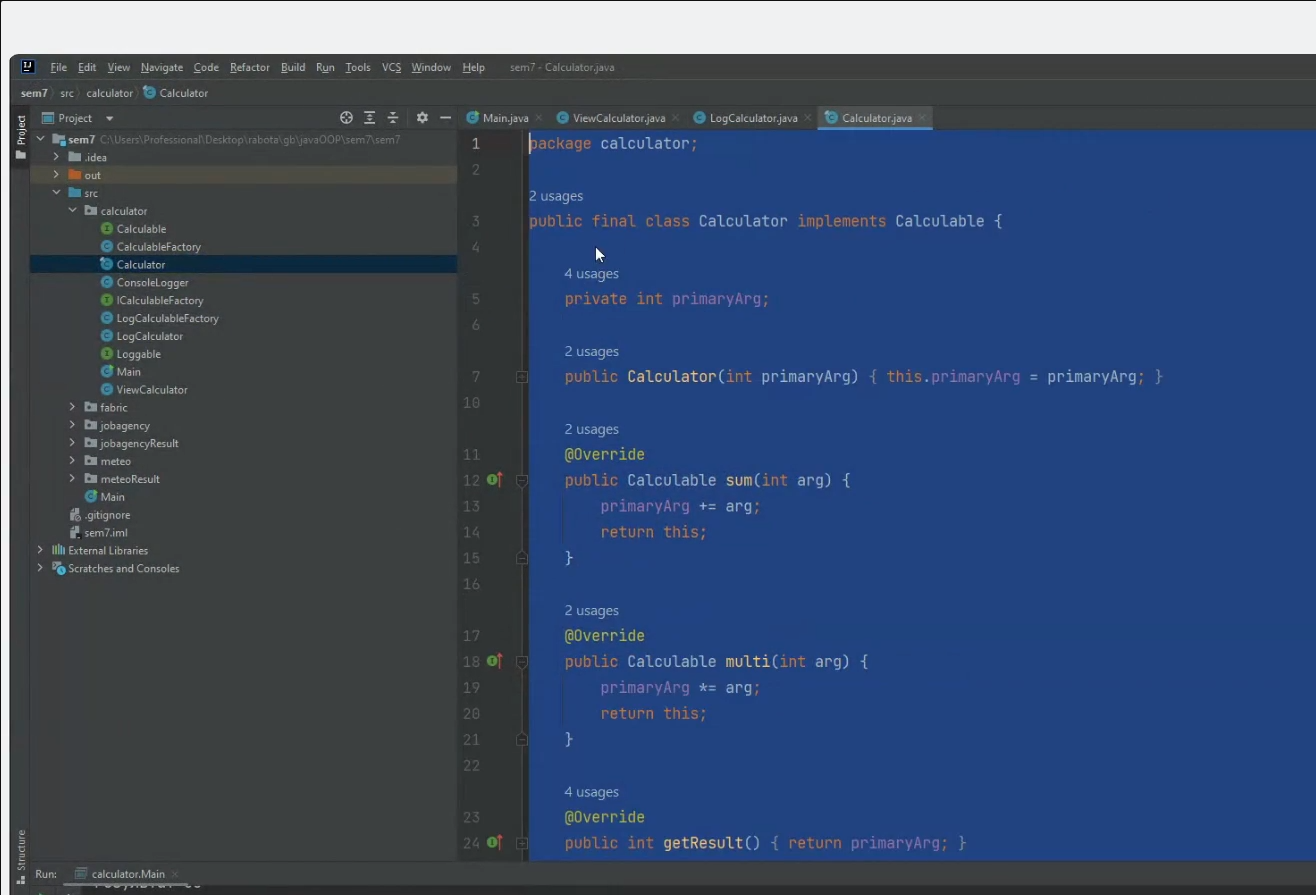 File Edit View Navigate Code Refactor Build Run Tools VCS Window Help sem7 - Calculator.java
sem7 src calculator Calculator
Project
Project
Main.java
ViewCalculator.java
LogCalculator.java
Calculator.java
sem7 C:\Users\Professional\Desktop\rabota\gb\javaOOP\sem7\sem7
.idea
out
src
calculator
Calculable
CalculableFactory
Calculator
ConsoleLogger
ICalculableFactory
LogCalculableFactory
LogCalculator
Loggable
Main
ViewCalculator
fabric
jobagency
jobagencyResult
meteo
meteoResult
Main
.gitignore
sem7.iml
External Libraries
Scratches and Consoles
1 package calculator;
2
2 usages
3 public final class Calculator implements Calculable {
4
4 usages
5 private int primaryArg;
6
2 usages
7 public Calculator(int primaryArg) { this.primaryArg = primaryArg; }
10
2 usages
11 @Override
12 public Calculable sum(int arg) {
13 primaryArg += arg;
14 return this;
15 }
16
2 usages
17 @Override
18 public Calculable multi(int arg) {
19 primaryArg *= arg;
20 return this;
21 }
22
4 usages
23 @Override
24 public int getResult() { return primaryArg; }
Structure
Run: calculator.Main